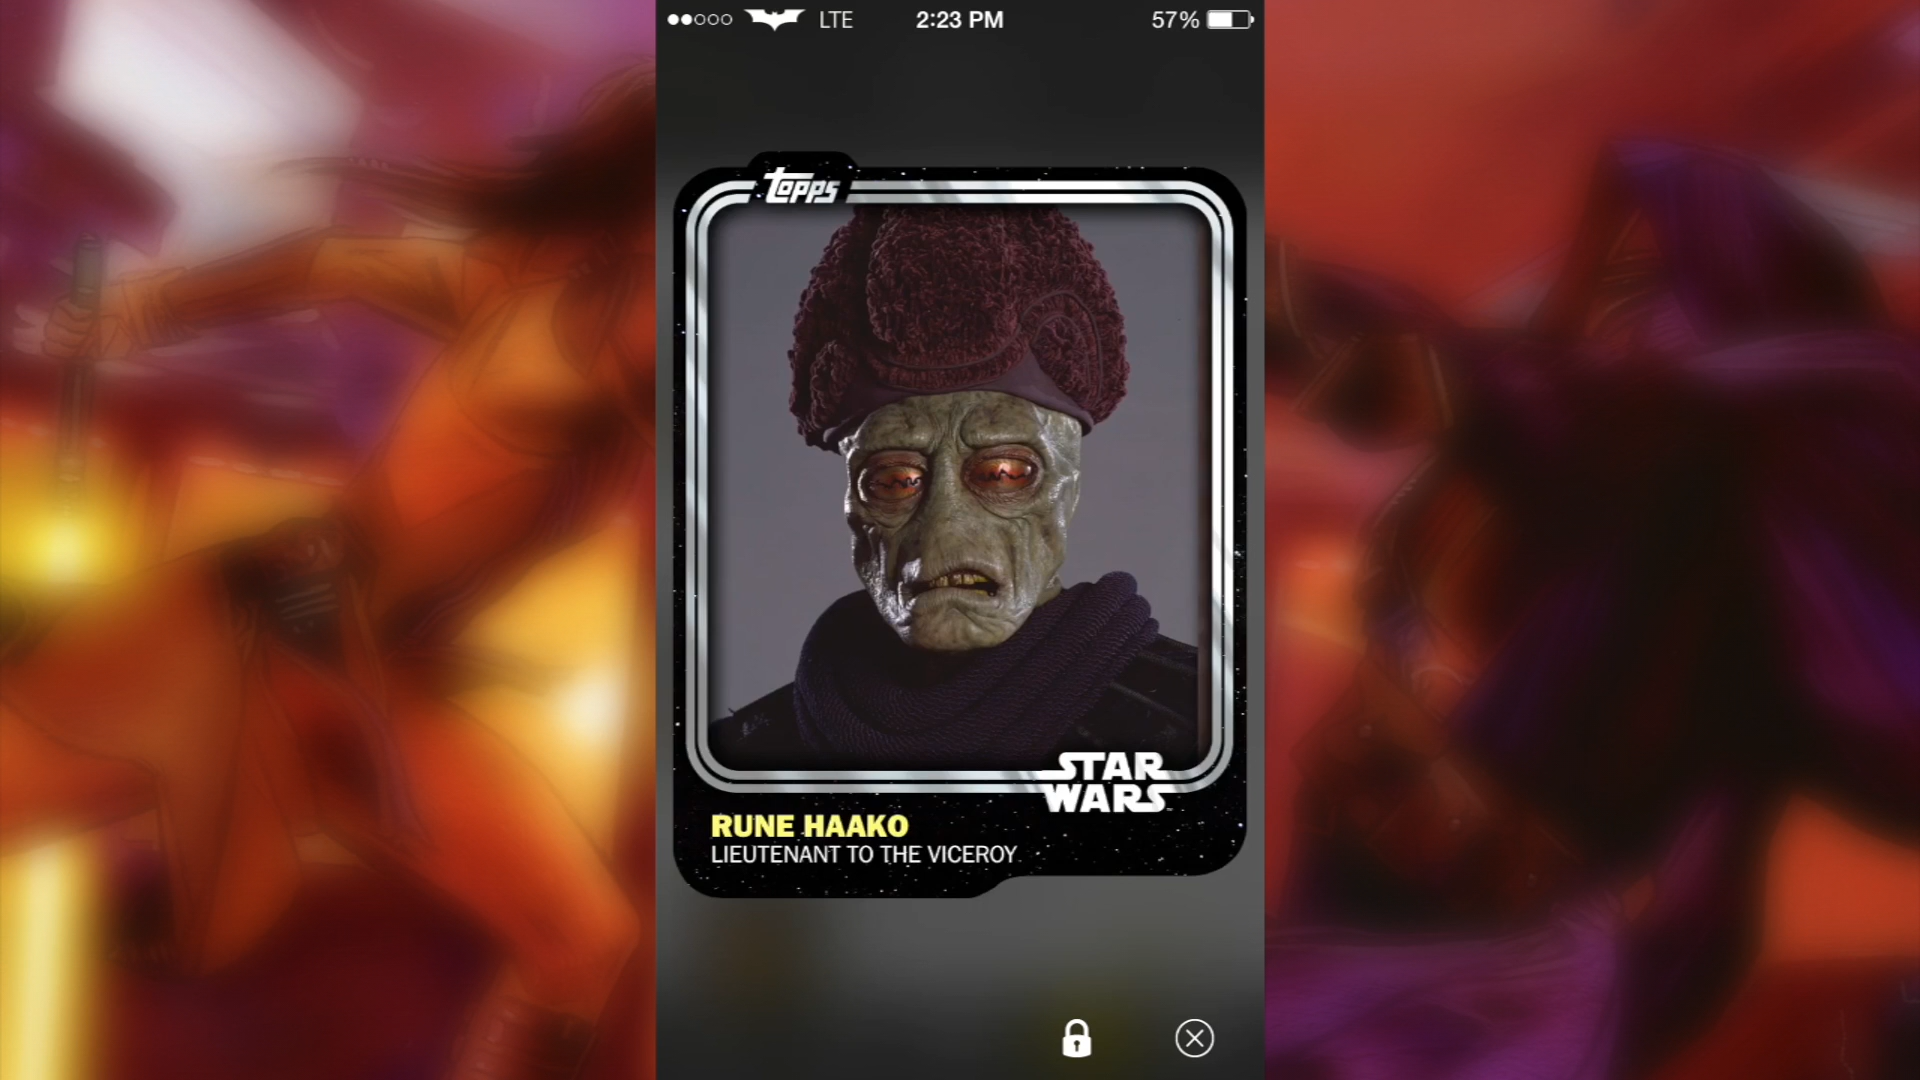 LTE 2:23 PM 57%
Topps
STAR
WARS
RUNE HAAKO
LIEUTENANT TO THE VICEROY